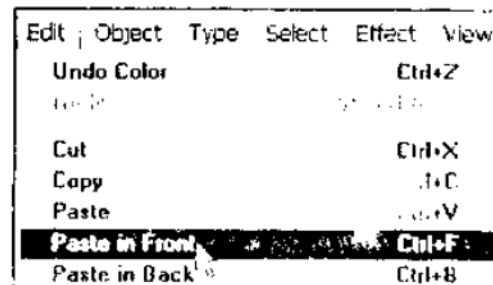 Edit Object Type Select Effect View
Undo Color Ctrl+Z
Cut Ctrl+X
Copy
Paste
Paste in Front Ctrl+F
Paste in Back Ctrl+B